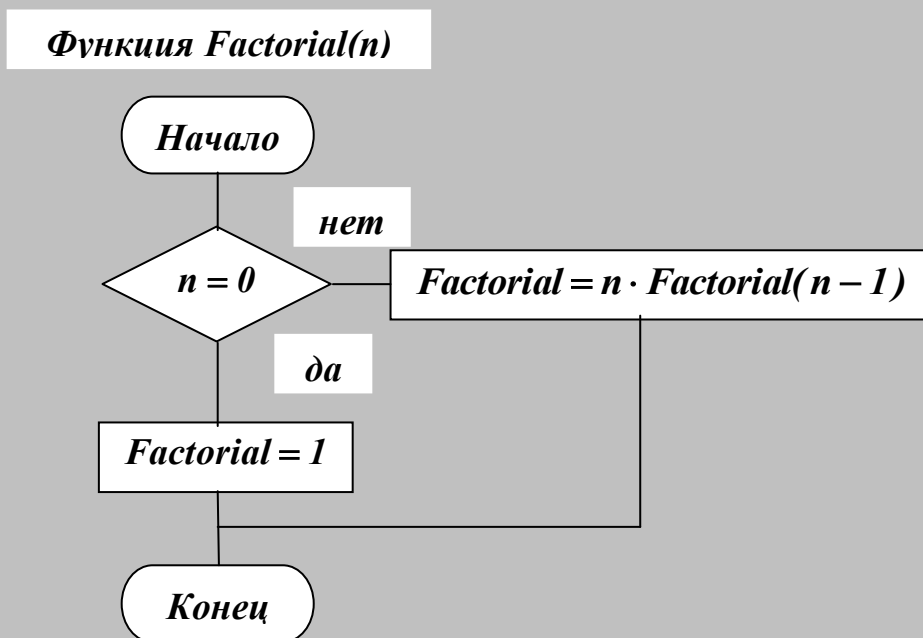 Функция Factorial(n)
Начало
нет
n = 0
Factorial = n · Factorial( n − 1 )
да
Factorial = 1
Конец